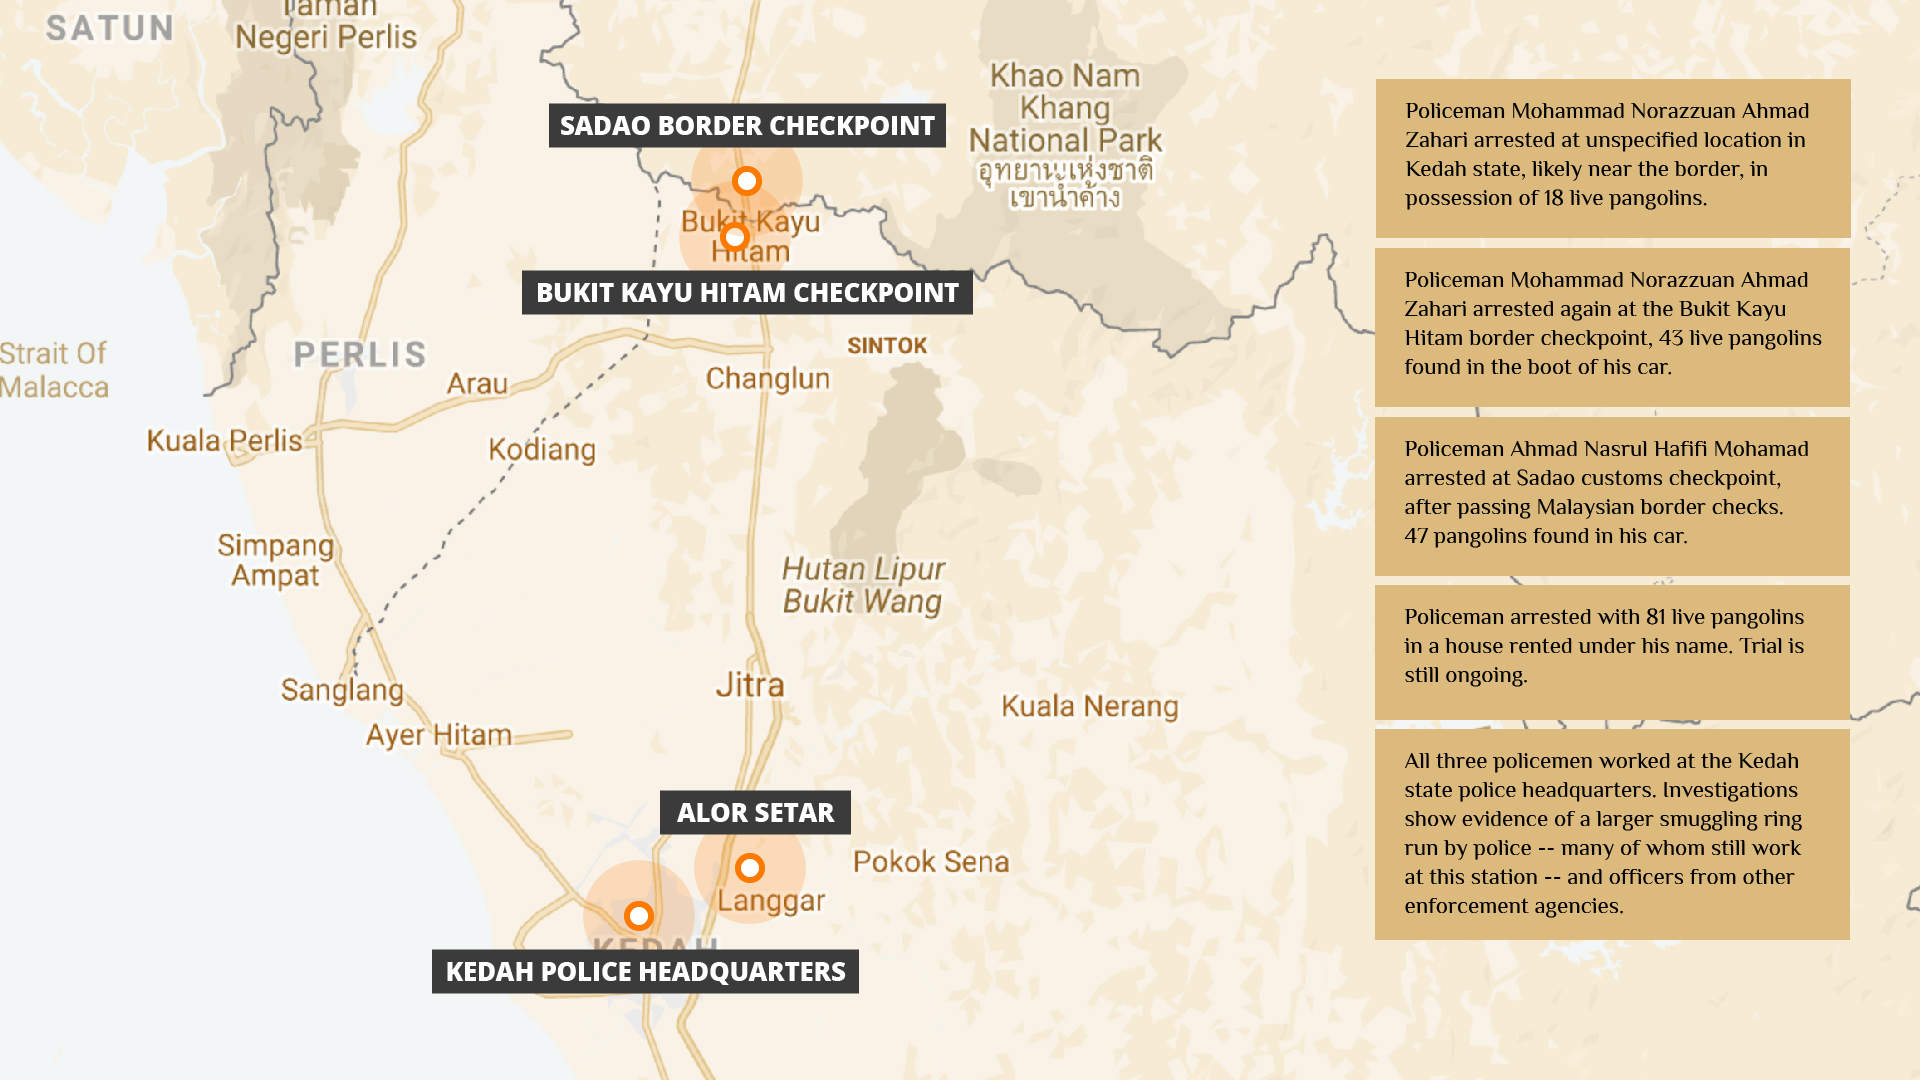 SATUN
Taman
Negeri Perlis
Khao Nam
Khang
National Park
อุทยานแห่งชาติ
เขาน้ำค้าง
SADAO BORDER CHECKPOINT
Bukit Kayu
Hitam
BUKIT KAYU HITAM CHECKPOINT
Strait Of
Malacca
PERLIS
SINTOK
Arau
Changlun
Kuala Perlis
Kodiang
Simpang
Ampat
Hutan Lipur
Bukit Wang
Sanglang
Jitra
Kuala Nerang
Ayer Hitam
ALOR SETAR
Pokok Sena
Langgar
KEDAH
KEDAH POLICE HEADQUARTERS
Policeman Mohammad Norazzuan Ahmad
Zahari arrested at unspecified location in
Kedah state, likely near the border, in
possession of 18 live pangolins.
Policeman Mohammad Norazzuan Ahmad
Zahari arrested again at the Bukit Kayu
Hitam border checkpoint, 43 live pangolins
found in the boot of his car.
Policeman Ahmad Nasrul Hafifi Mohamad
arrested at Sadao customs checkpoint,
after passing Malaysian border checks.
47 pangolins found in his car.
Policeman arrested with 81 live pangolins
in a house rented under his name. Trial is
still ongoing.
All three policemen worked at the Kedah
state police headquarters. Investigations
show evidence of a larger smuggling ring
run by police -- many of whom still work
at this station -- and officers from other
enforcement agencies.